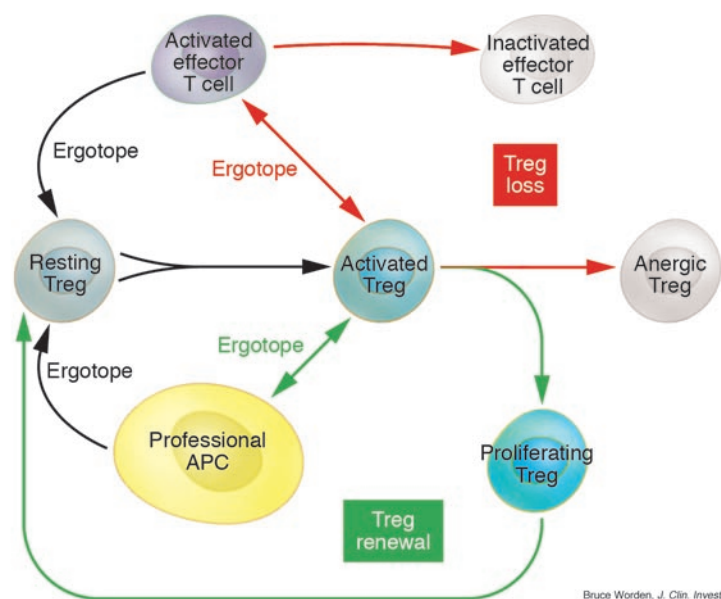 Activated
effector
T cell
Inactivated
effector
T cell
Ergotope
Ergotope
Treg
loss
Resting
Treg
Activated
Treg
Anergic
Treg
Ergotope
Ergotope
Professional
APC
Proliferating
Treg
Treg
renewal
Bruce Worden, J. Clin. Invest